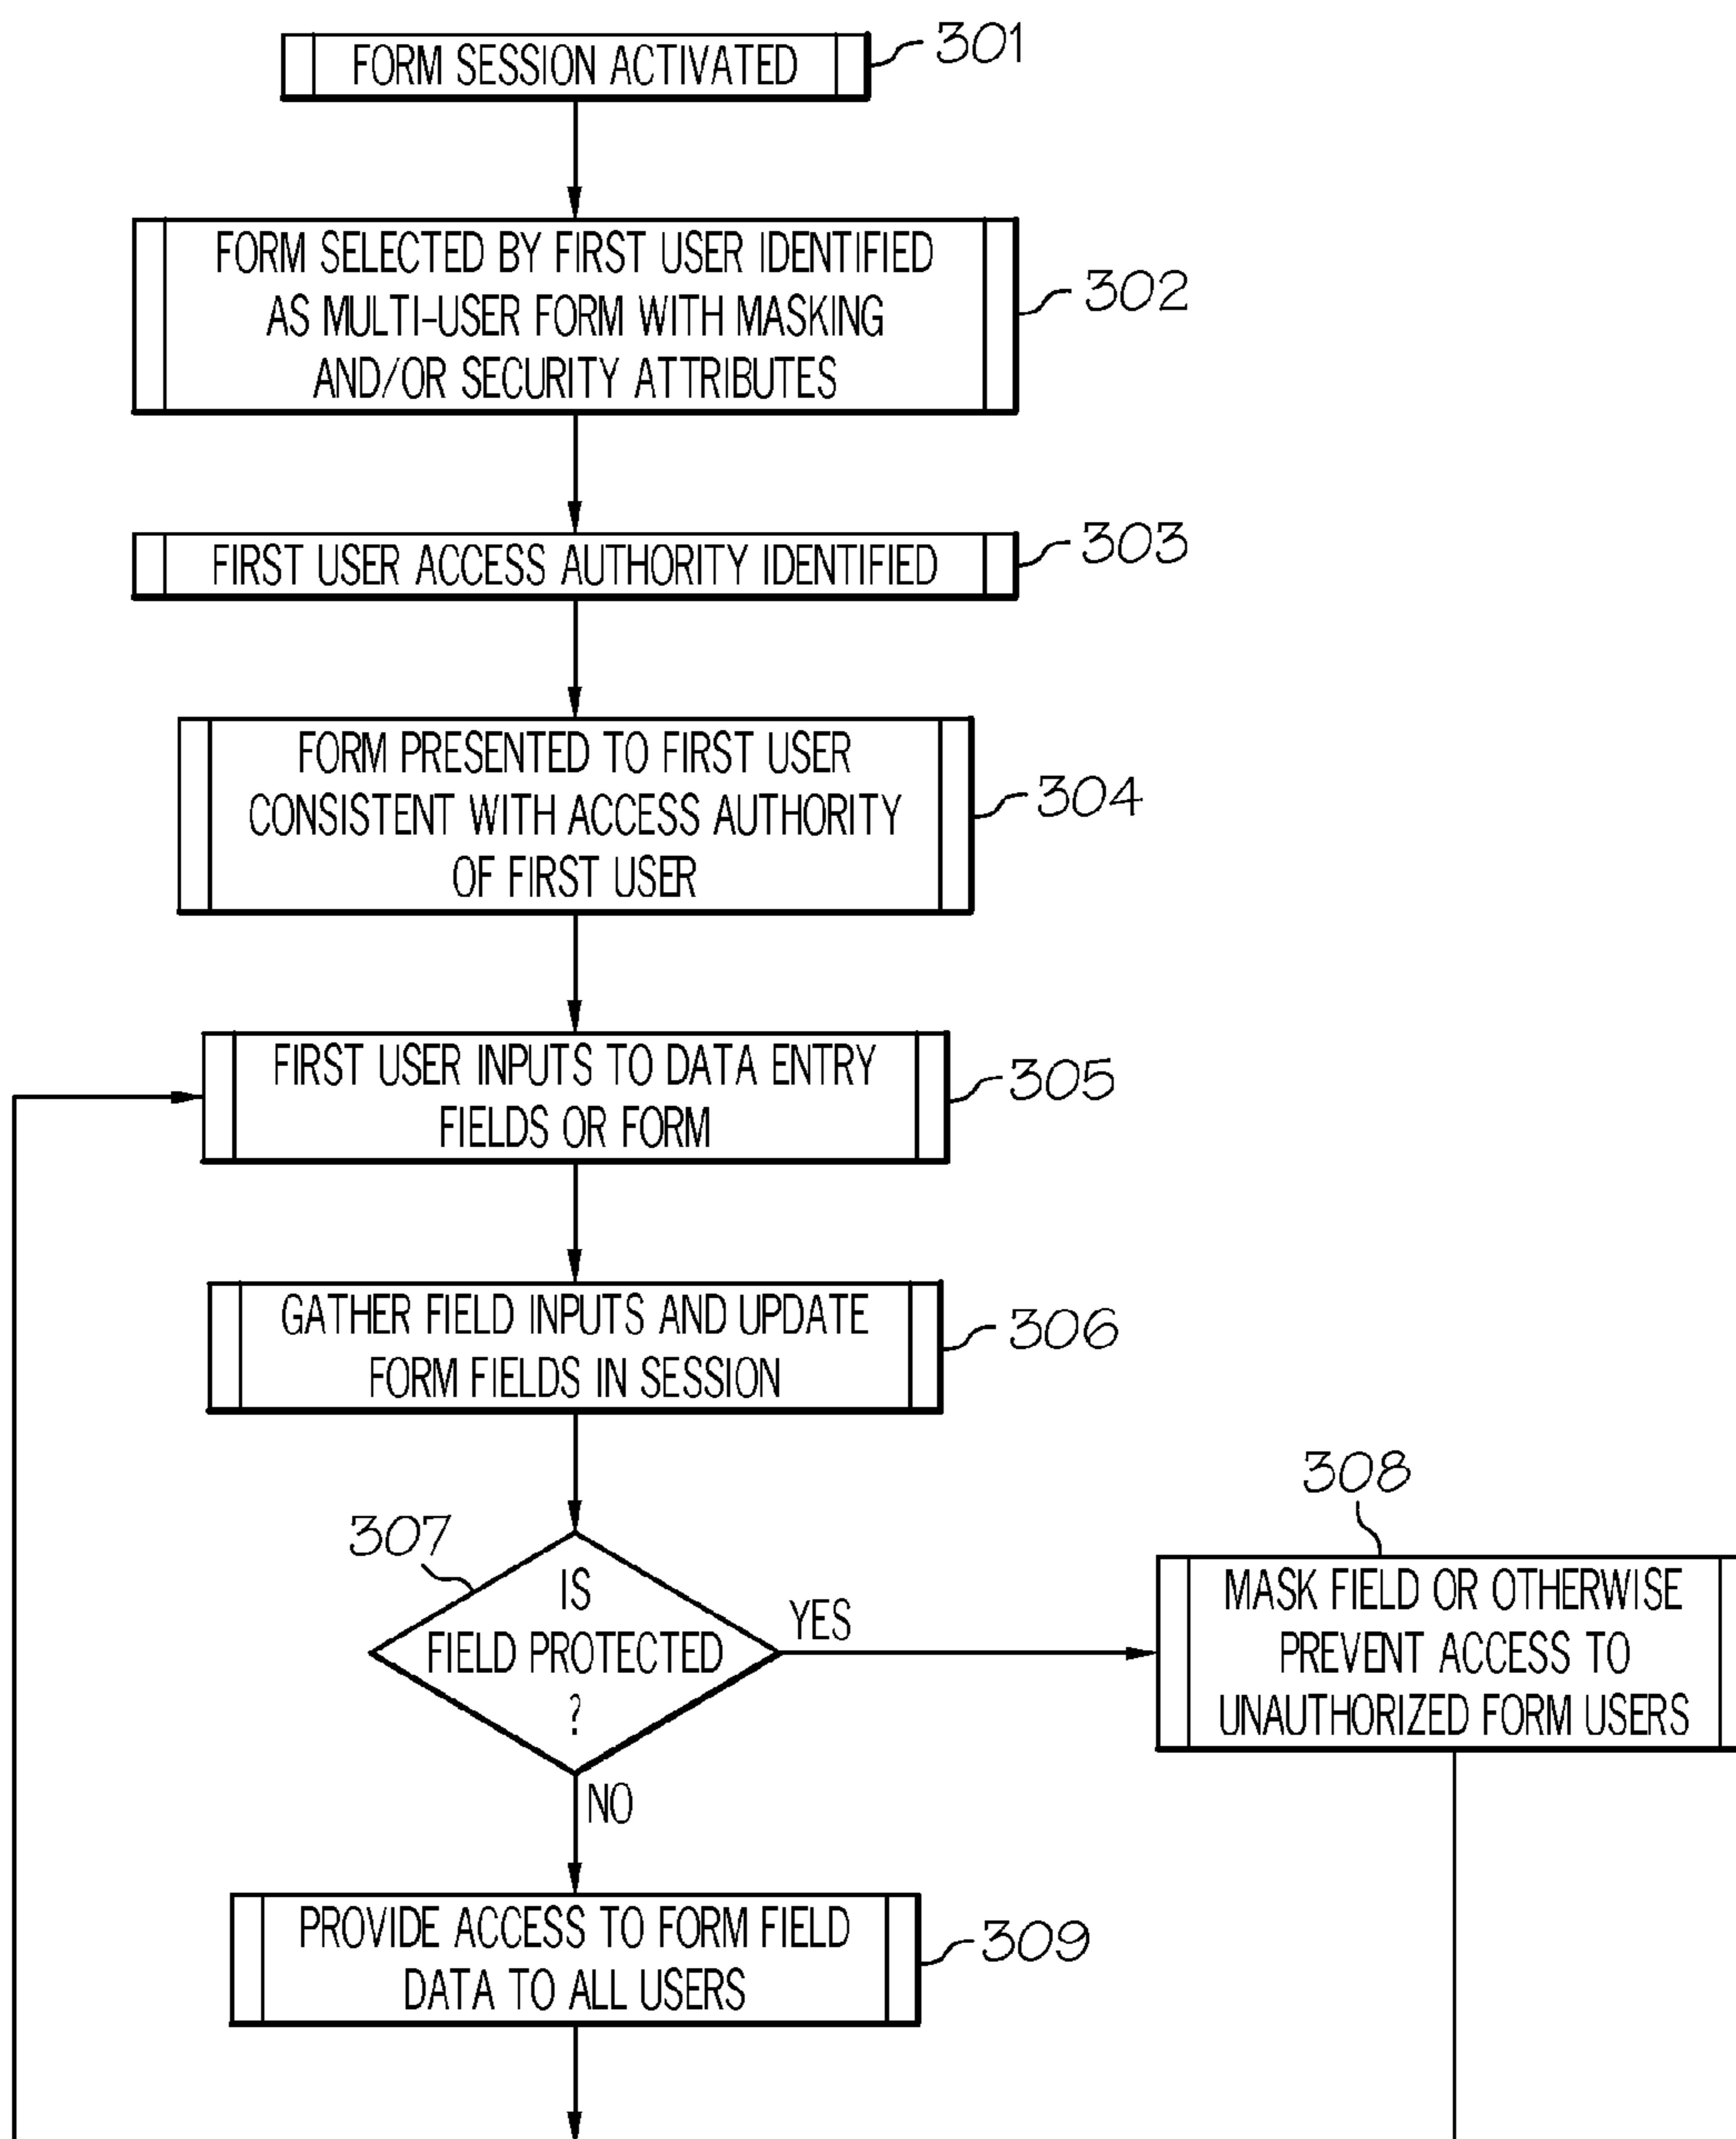 FORM SESSION ACTIVATED
301
FORM SELECTED BY FIRST USER IDENTIFIED
AS MULTI-USER FORM WITH MASKING
AND/OR SECURITY ATTRIBUTES
302
FIRST USER ACCESS AUTHORITY IDENTIFIED
303
FORM PRESENTED TO FIRST USER
CONSISTENT WITH ACCESS AUTHORITY
OF FIRST USER
304
FIRST USER INPUTS TO DATA ENTRY
FIELDS OR FORM
305
GATHER FIELD INPUTS AND UPDATE
FORM FIELDS IN SESSION
306
307
IS
FIELD PROTECTED
?
YES
NO
308
MASK FIELD OR OTHERWISE
PREVENT ACCESS TO
UNAUTHORIZED FORM USERS
PROVIDE ACCESS TO FORM FIELD
DATA TO ALL USERS
309